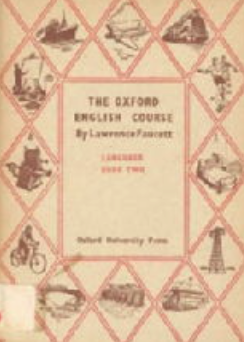 THE OXFORD
ENGLISH COURSE
By Lawrence Faucett
LANGUAGE
BOOK TWO
Oxford University Press